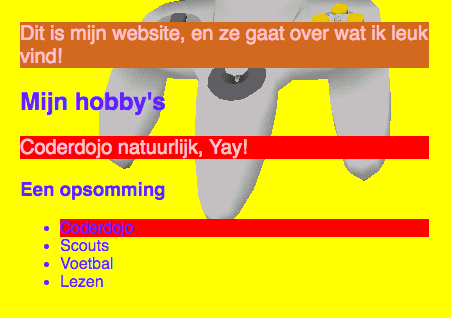 Dit is mijn website, en ze gaat over wat ik leuk
vind!
Mijn hobby's
Coderdojo natuurlijk, Yay!
Een opsomming
Coderdojo
Scouts
Voetbal
Lezen